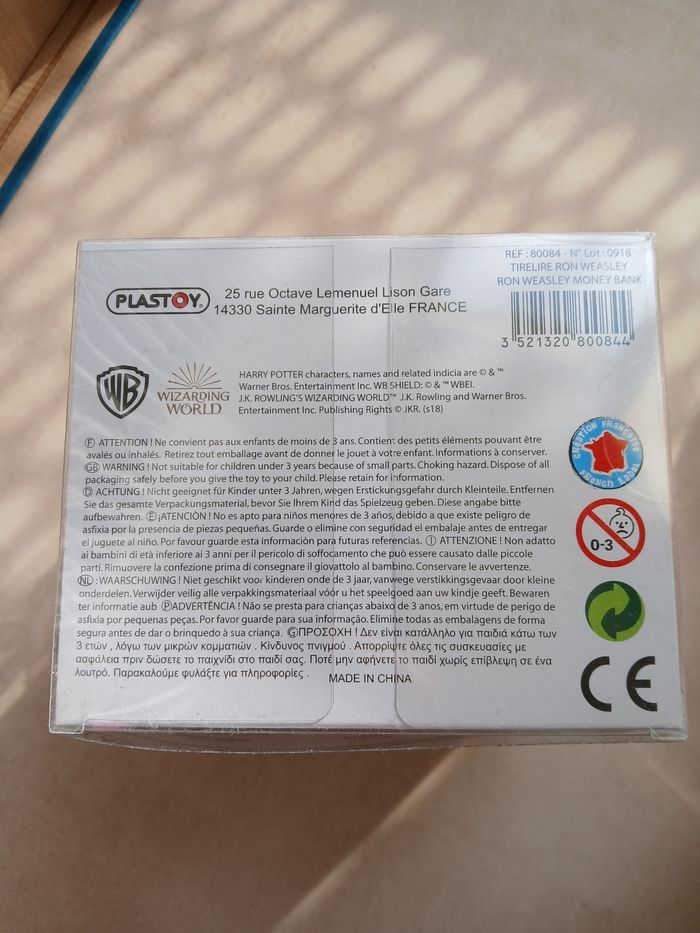 REF : 80084 - N° Lot : 0918
TIRELIRE RON WEASLEY
RON WEASLEY MONEY BANK
3 521320 800844
PLASTOY
25 rue Octave Lemenuel Lison Gare
14330 Sainte Marguerite d'Elle FRANCE
WB
WIZARDING
WORLD
HARRY POTTER characters, names and related indicia are © & ™
Warner Bros. Entertainment Inc. WB SHIELD: © & ™ WBEI.
J.K. ROWLING'S WIZARDING WORLD™ J.K. Rowling and Warner Bros.
Entertainment Inc. Publishing Rights © JKR. (s18)
Ⓕ ATTENTION ! Ne convient pas aux enfants de moins de 3 ans. Contient des petits éléments pouvant être
avalés ou inhalés. Retirez tout emballage avant de donner le jouet à votre enfant. Informations à conserver.
GB WARNING ! Not suitable for children under 3 years because of small parts. Choking hazard. Dispose of all
packaging safely before you give the toy to your child. Please retain for information.
Ⓓ ACHTUNG ! Nicht geeignet für Kinder unter 3 Jahren, wegen Erstickungsgefahr durch Kleinteile. Entfernen
Sie das gesamte Verpackungsmaterial, bevor Sie Ihrem Kind das Spielzeug geben. Diese angabe bitte
aufbewahren. Ⓔ ¡ATENCIÓN ! No es apto para niños menores de 3 años, debido a que existe peligro de
asfixia por la presencia de piezas pequeñas. Guarde o elimine con seguridad el embalaje antes de entregar
el juguete al niño. Por favour guarde esta información para futuras referencias. Ⓘ ATTENZIONE ! Non adatto
ai bambini di età inferiore ai 3 anni per il pericolo di soffocamento che può essere causato dalle piccole
parti. Rimuovere la confezione prima di consegnare il giovattolo al bambino. Conservare le avvertenze.
NL :WAARSCHUWING ! Niet geschikt voor kinderen onde de 3 jaar, vanwege verstikkingsgevaar door kleine
onderdelen. Verwijder veilig alle verpakkingsmateriaal vóór u het speelgoed aan uw kindje geeft. Bewaren
ter informatie aub Ⓟ ADVERTÊNCIA ! Não se presta para crianças abaixo de 3 anos, em virtude de perigo de
asfixia por pequenas peças. Por favor guarde para sua informação. Elimine todas as embalagens de forma
segura antes de dar o brinquedo à sua criança. Ⓖ ΠΡΟΣΟΧΗ ! Δεν είναι κατάλληλο για παιδιά κάτω των
3 ετών , λόγω των μικρών κομματιών . Κίνδυνος πνιγμού . Απορρίψτε όλες τις συσκευασίες με
ασφάλεια πριν δώσετε το παιχνίδι στο παιδί σας. Ποτέ μην αφήνετε το παιδί χωρίς επίβλεψη σε ένα
λουτρό. Παρακαλούμε φυλάξτε για πληροφορίες .
MADE IN CHINA
CRÉATION FRANÇAISE
FRENCH LABEL
0-3
CE